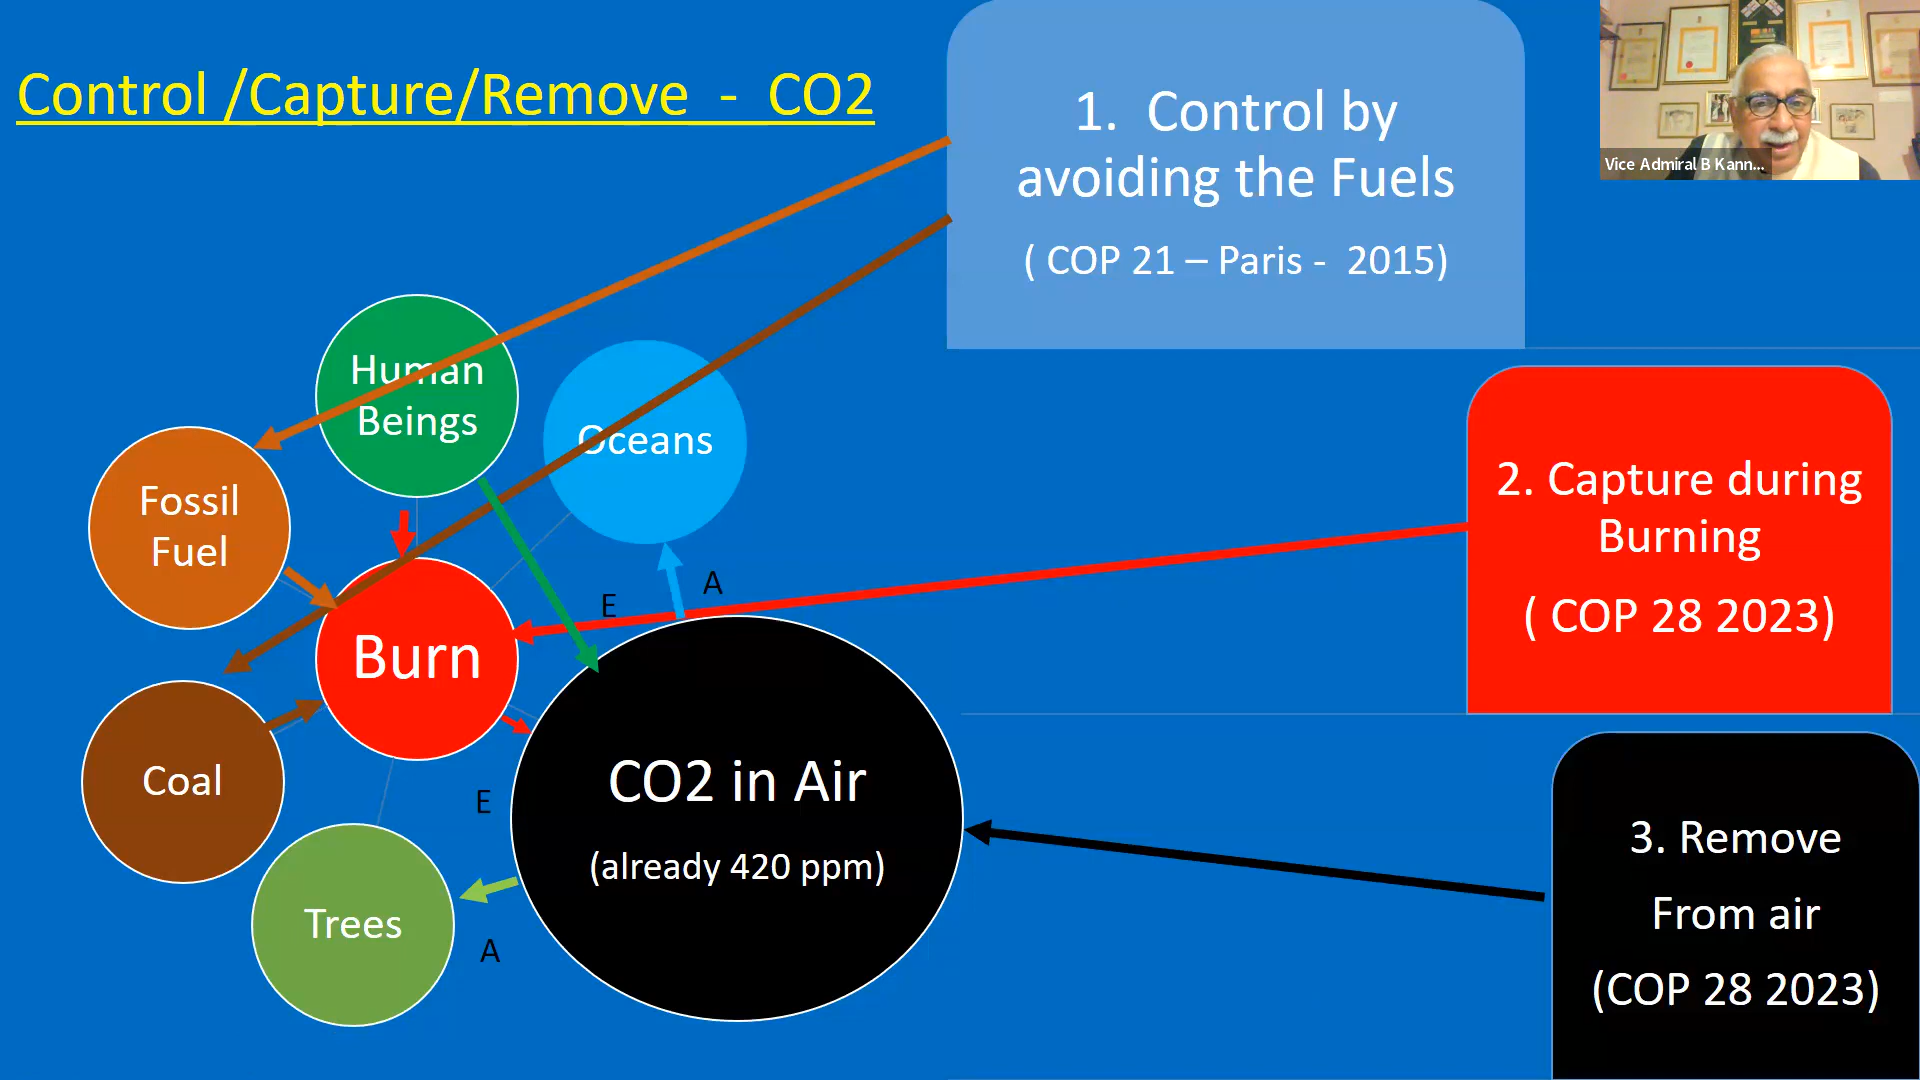 Control /Capture/Remove - CO2
1. Control by
avoiding the Fuels
( COP 21 – Paris - 2015)
Vice Admiral B Kann...
Human
Beings
Oceans
Fossil
Fuel
2. Capture during
Burning
( COP 28 2023)
A
E
Burn
Coal
CO2 in Air
(already 420 ppm)
E
Trees
A
3. Remove
From air
(COP 28 2023)